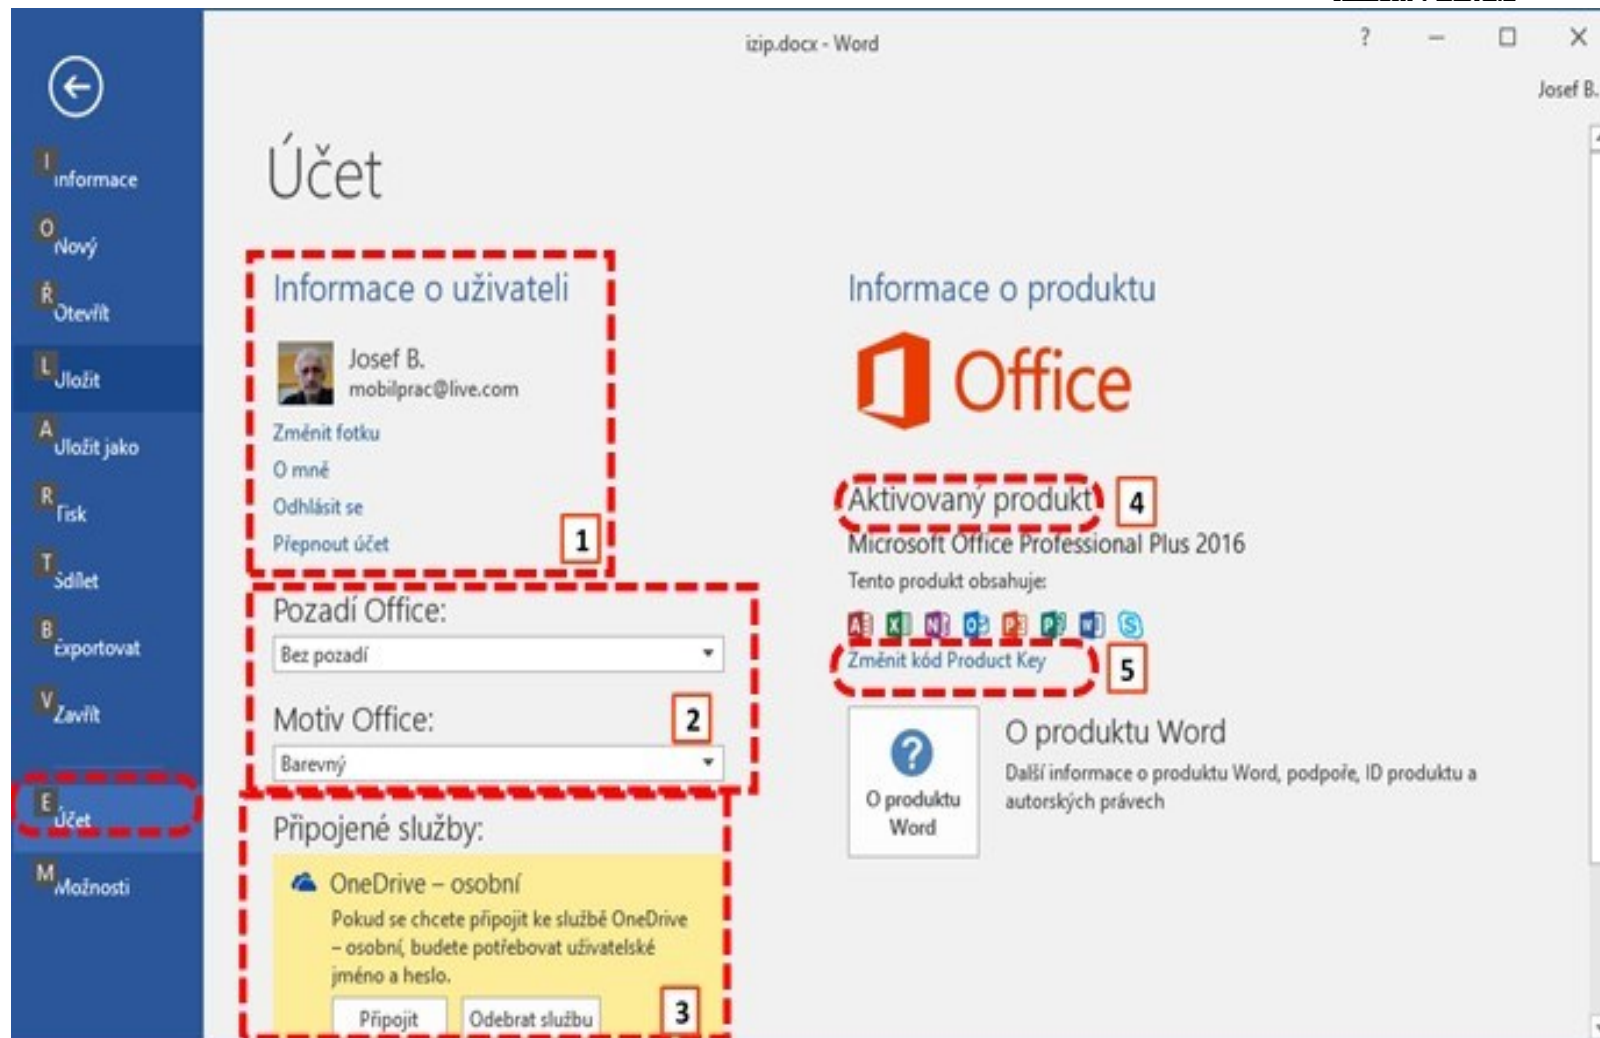 izip.docx - Word
?
Josef B.
I
Informace
O
Nový
Ř
Otevřít
L
Uložit
A
Uložit jako
R
Tisk
T
Sdílet
B
Exportovat
V
Zavřít
E
Účet
M
Možnosti
Účet
Informace o uživateli
Josef B.
mobilprac@live.com
Změnit fotku
O mně
Odhlásit se
Přepnout účet
1
Pozadí Office:
Bez pozadí
Motiv Office:
2
Barevný
Připojené služby:
OneDrive – osobní
Pokud se chcete připojit ke službě OneDrive
– osobní, budete potřebovat uživatelské
jméno a heslo.
Připojit
Odebrat službu
3
Informace o produktu
Office
Aktivovaný produkt
4
Microsoft Office Professional Plus 2016
Tento produkt obsahuje:
Změnit kód Product Key
5
?
O produktu
Word
O produktu Word
Další informace o produktu Word, podpoře, ID produktu a
autorských právech